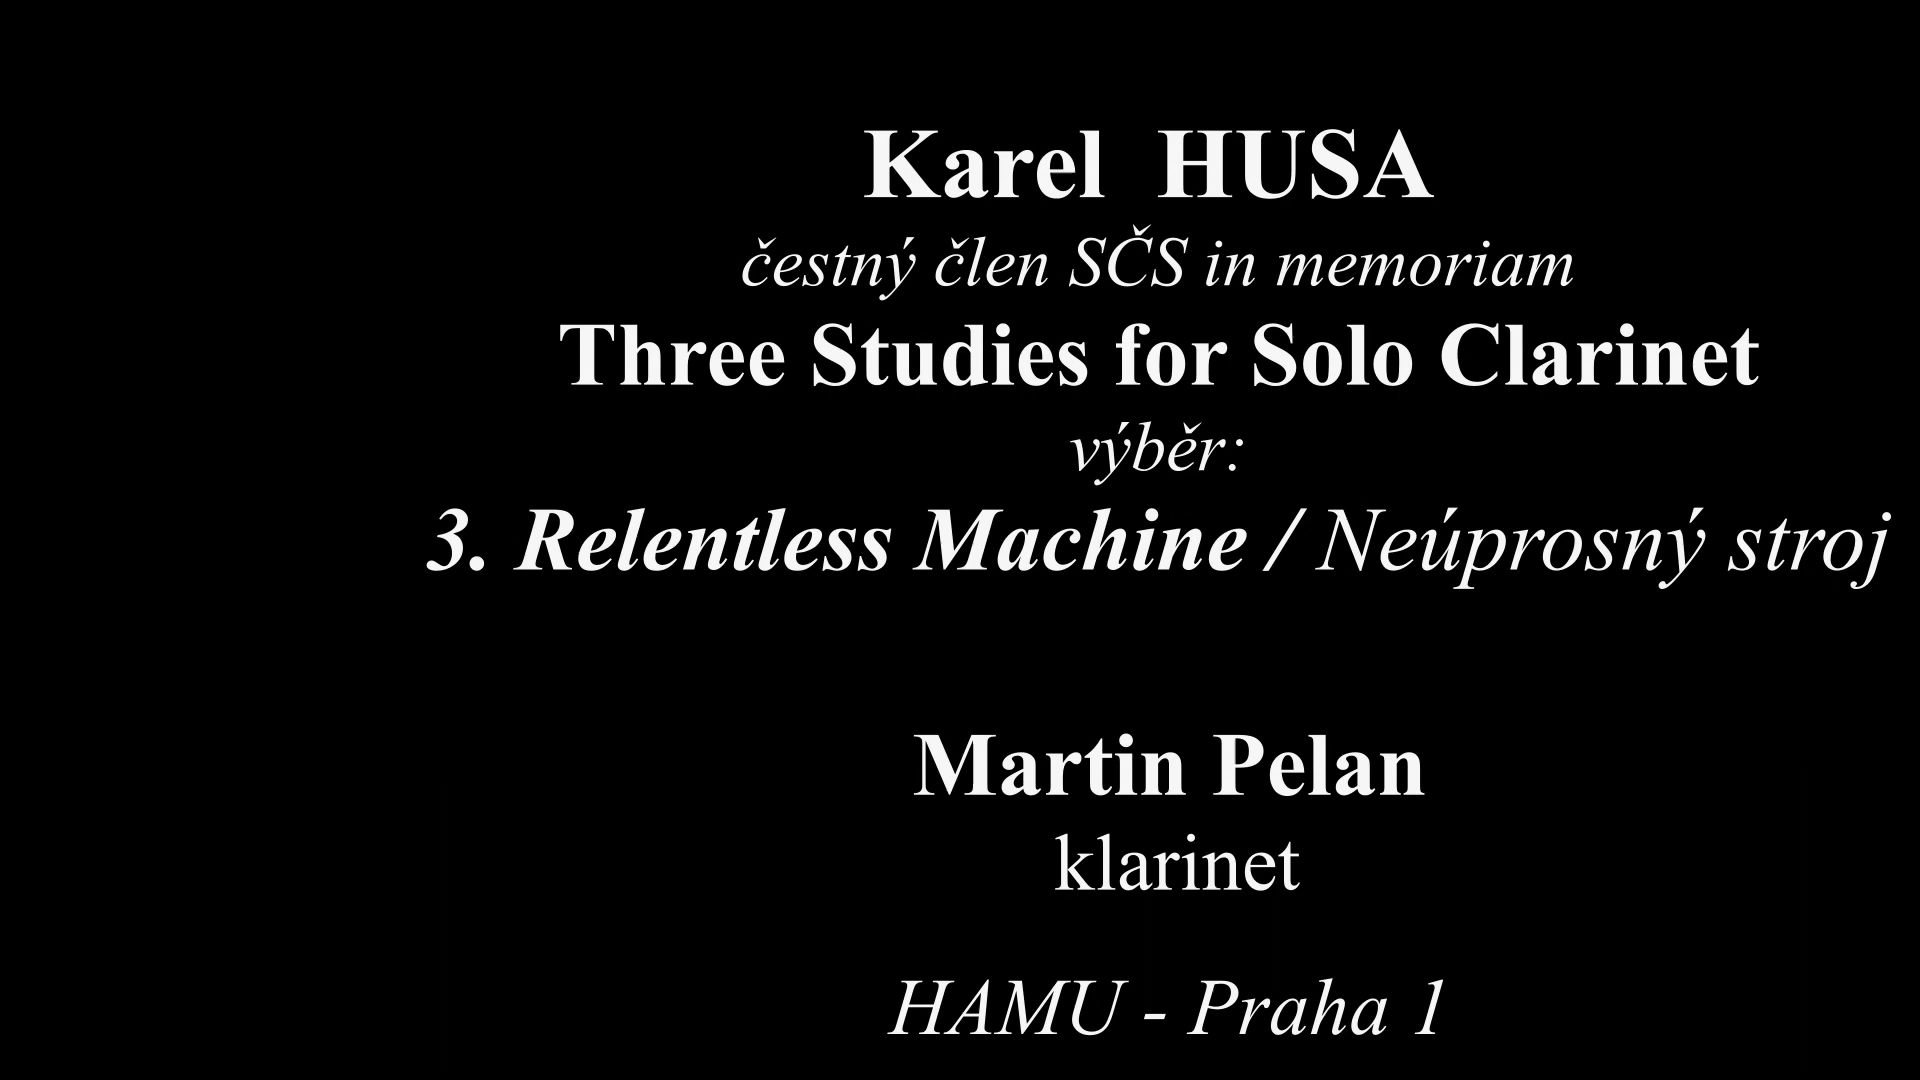 Karel HUSA
čestný člen SČS in memoriam
Three Studies for Solo Clarinet
výběr:
3. Relentless Machine / Neúprosný stroj
Martin Pelan
klarinet
HAMU - Praha 1